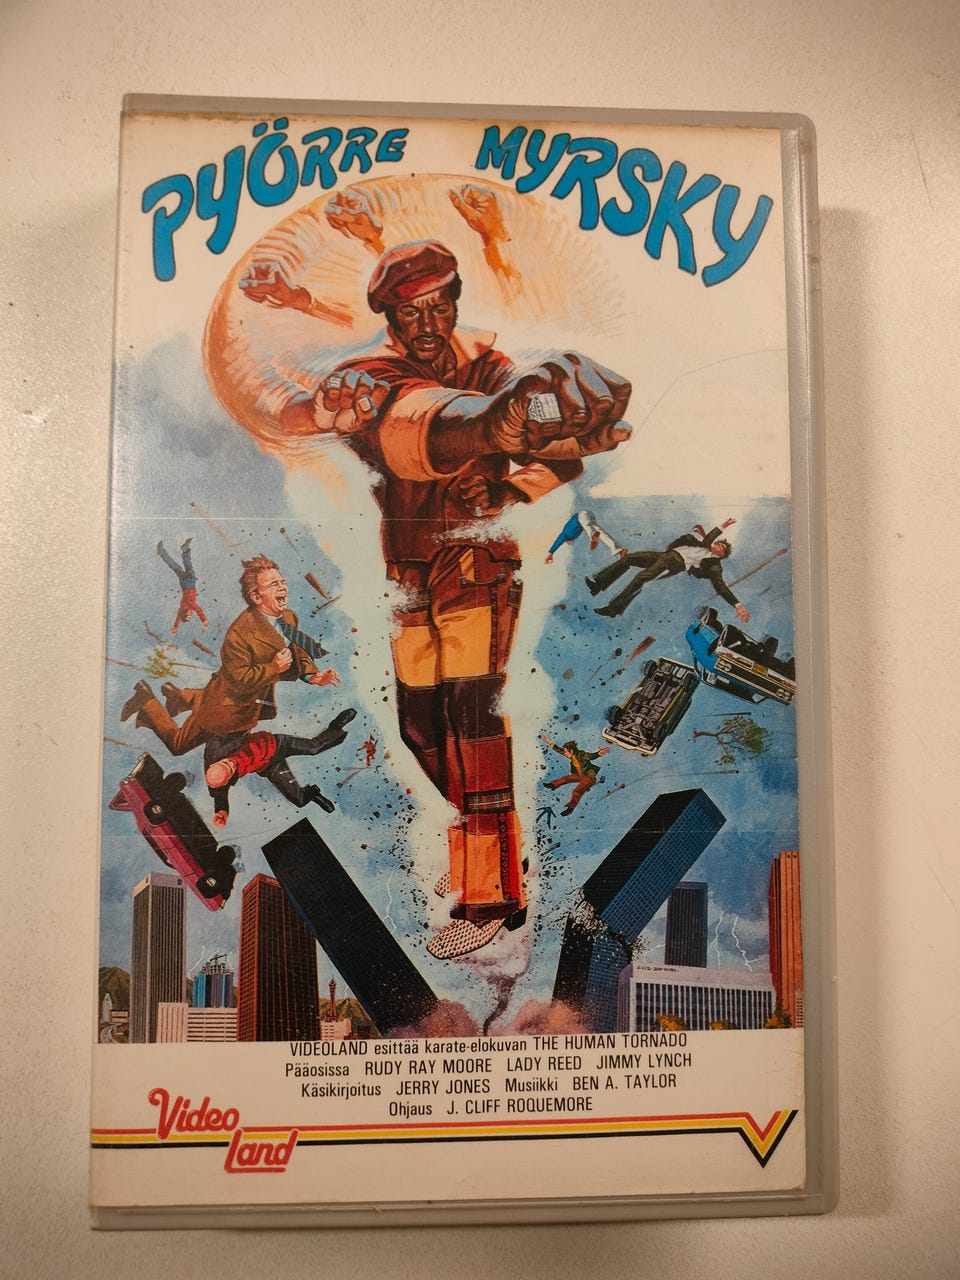 PYÖRRE MYRSKY
VIDEOLAND esittää karate-elokuvan THE HUMAN TORNADO
Pääosissa RUDY RAY MOORE LADY REED JIMMY LYNCH
Käsikirjoitus JERRY JONES Musiikki BEN A. TAYLOR
Ohjaus J. CLIFF ROQUEMORE
Video
Land